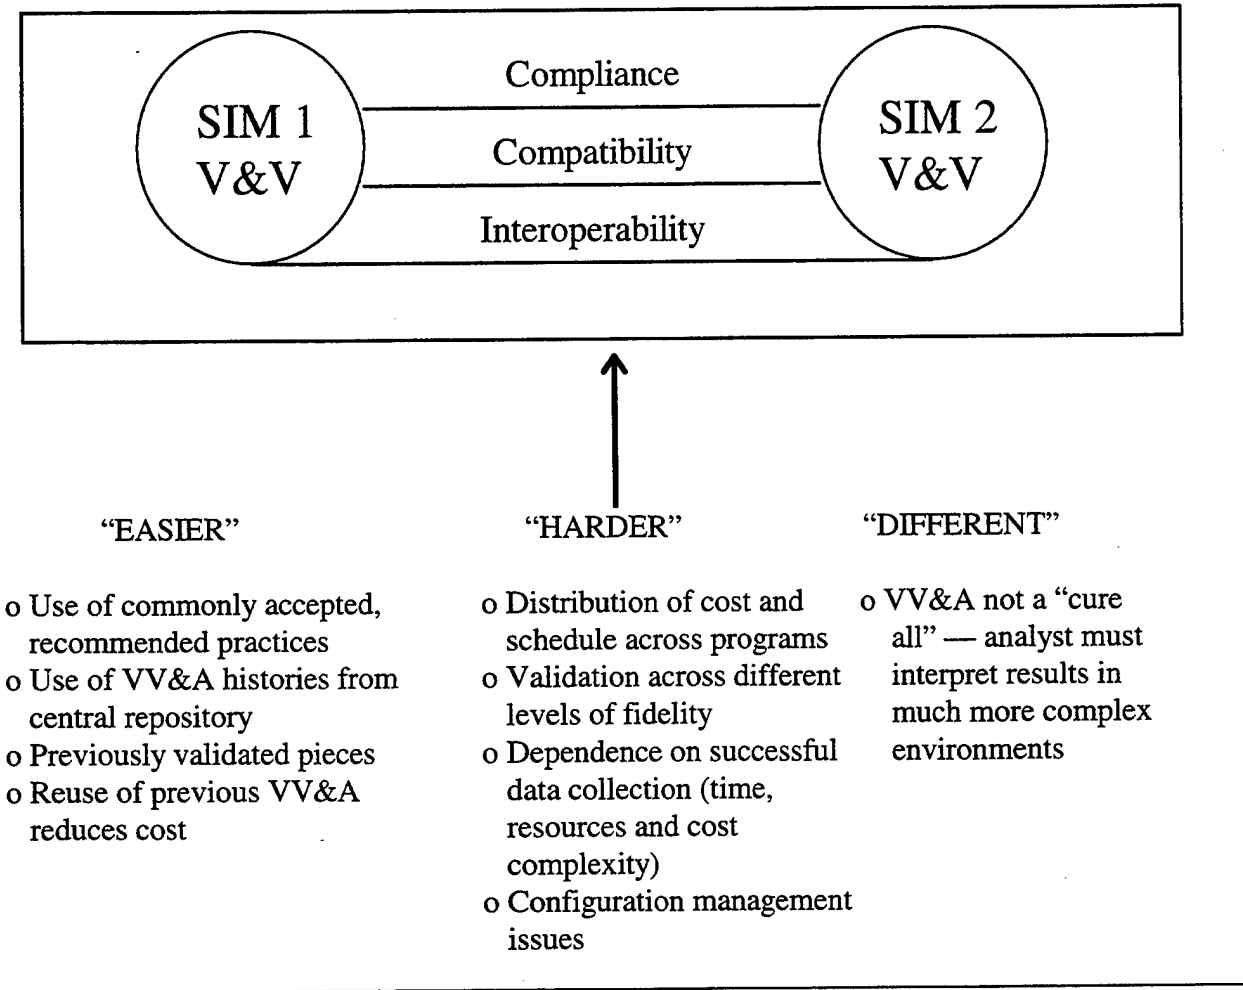 SIM 1
V&V
Compliance
Compatibility
Interoperability
SIM 2
V&V
“EASIER”
o Use of commonly accepted,
recommended practices
o Use of VV&A histories from
central repository
o Previously validated pieces
o Reuse of previous VV&A
reduces cost
“HARDER”
o Distribution of cost and
schedule across programs
o Validation across different
levels of fidelity
o Dependence on successful
data collection (time,
resources and cost
complexity)
o Configuration management
issues
“DIFFERENT”
o VV&A not a “cure
all” — analyst must
interpret results in
much more complex
environments